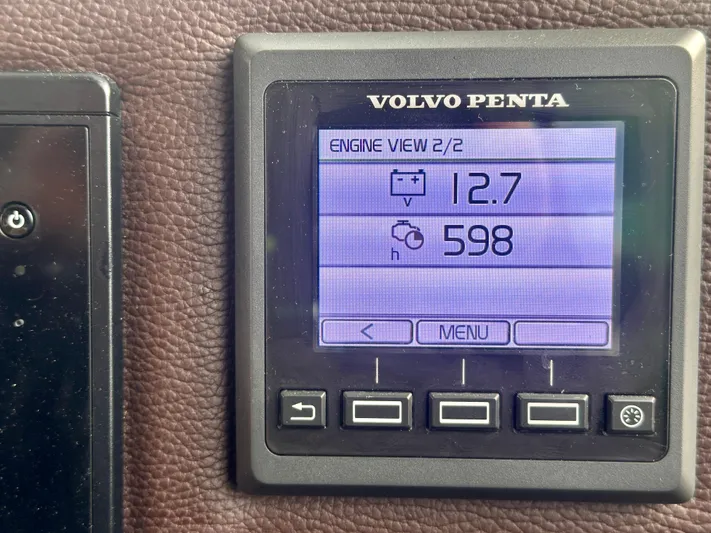 VOLVO PENTA
ENGINE VIEW 2/2
V 12.7
h 598
< MENU